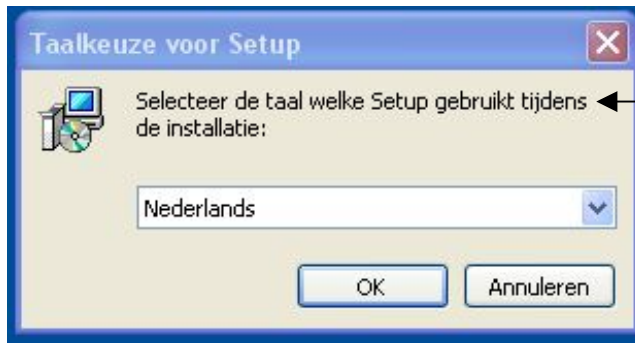 Taalkeuze voor Setup
Selecteer de taal welke Setup gebruikt tijdens
de installatie:
Nederlands
OK
Annuleren